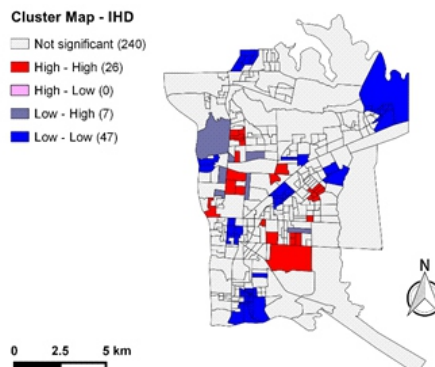 Cluster Map - IHD
Not significant (240)
High - High (26)
High - Low (0)
Low - High (7)
Low - Low (47)
N
0 2.5 5 km